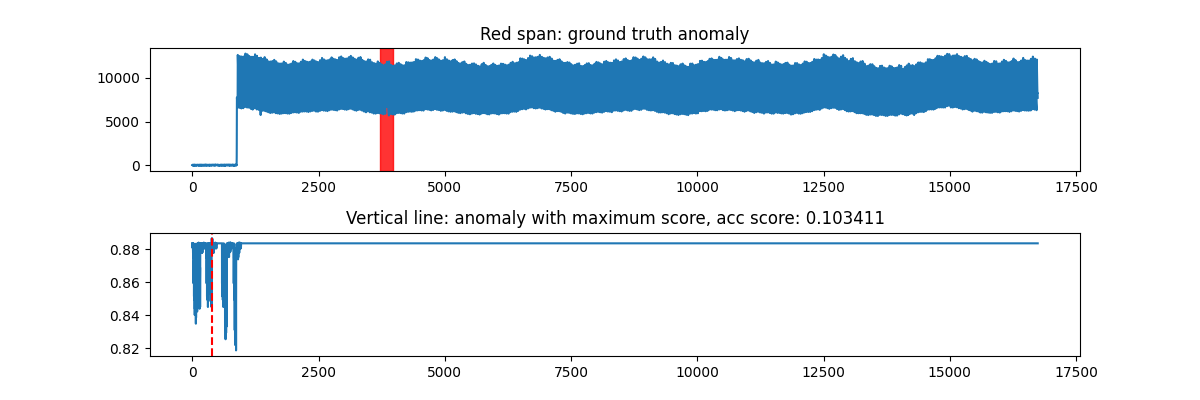 Red span: ground truth anomaly
10000
5000
0
0 2500 5000 7500 10000 12500 15000 17500
Vertical line: anomaly with maximum score, acc score: 0.103411
0.88
0.86
0.84
0.82
0 2500 5000 7500 10000 12500 15000 17500